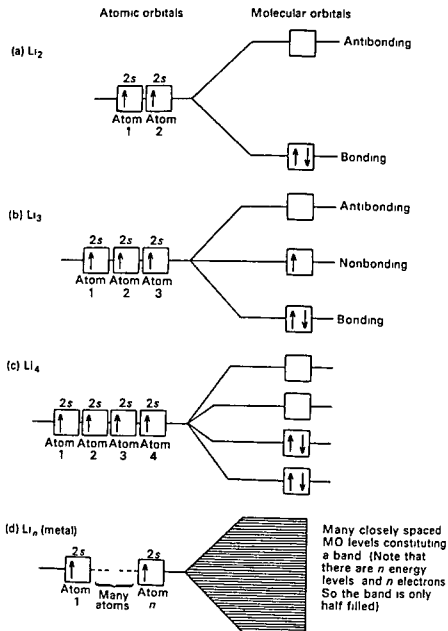 Atomic orbitals Molecular orbitals
(a) Li2
Antibonding
2s 2s
Atom Atom
1 2
Bonding
(b) Li3
Antibonding
2s 2s 2s
Nonbonding
Atom Atom Atom
1 2 3
Bonding
(c) Li4
2s 2s 2s 2s
Atom Atom Atom Atom
1 2 3 4
(d) Lin (metal)
2s 2s
Atom Many Atom
1 atoms n
Many closely spaced
MO levels constituting
a band (Note that
there are n energy
levels and n electrons
So the band is only
half filled)